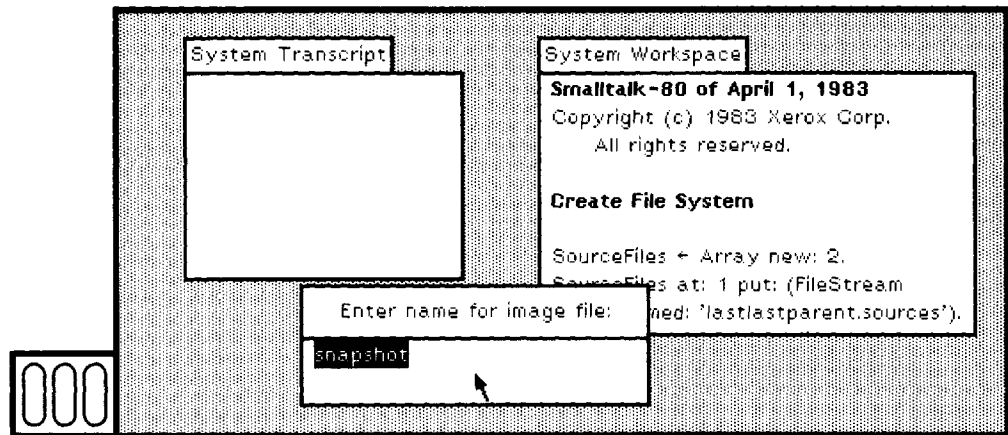 System Transcript
System Workspace
Smalltalk-80 of April 1, 1983
Copyright (c) 1983 Xerox Corp.
All rights reserved.
Create File System
SourceFiles ← Array new: 2.
SourceFiles at: 1 put: (FileStream
med: 'lastlastparent.sources').
Enter name for image file:
snapshot